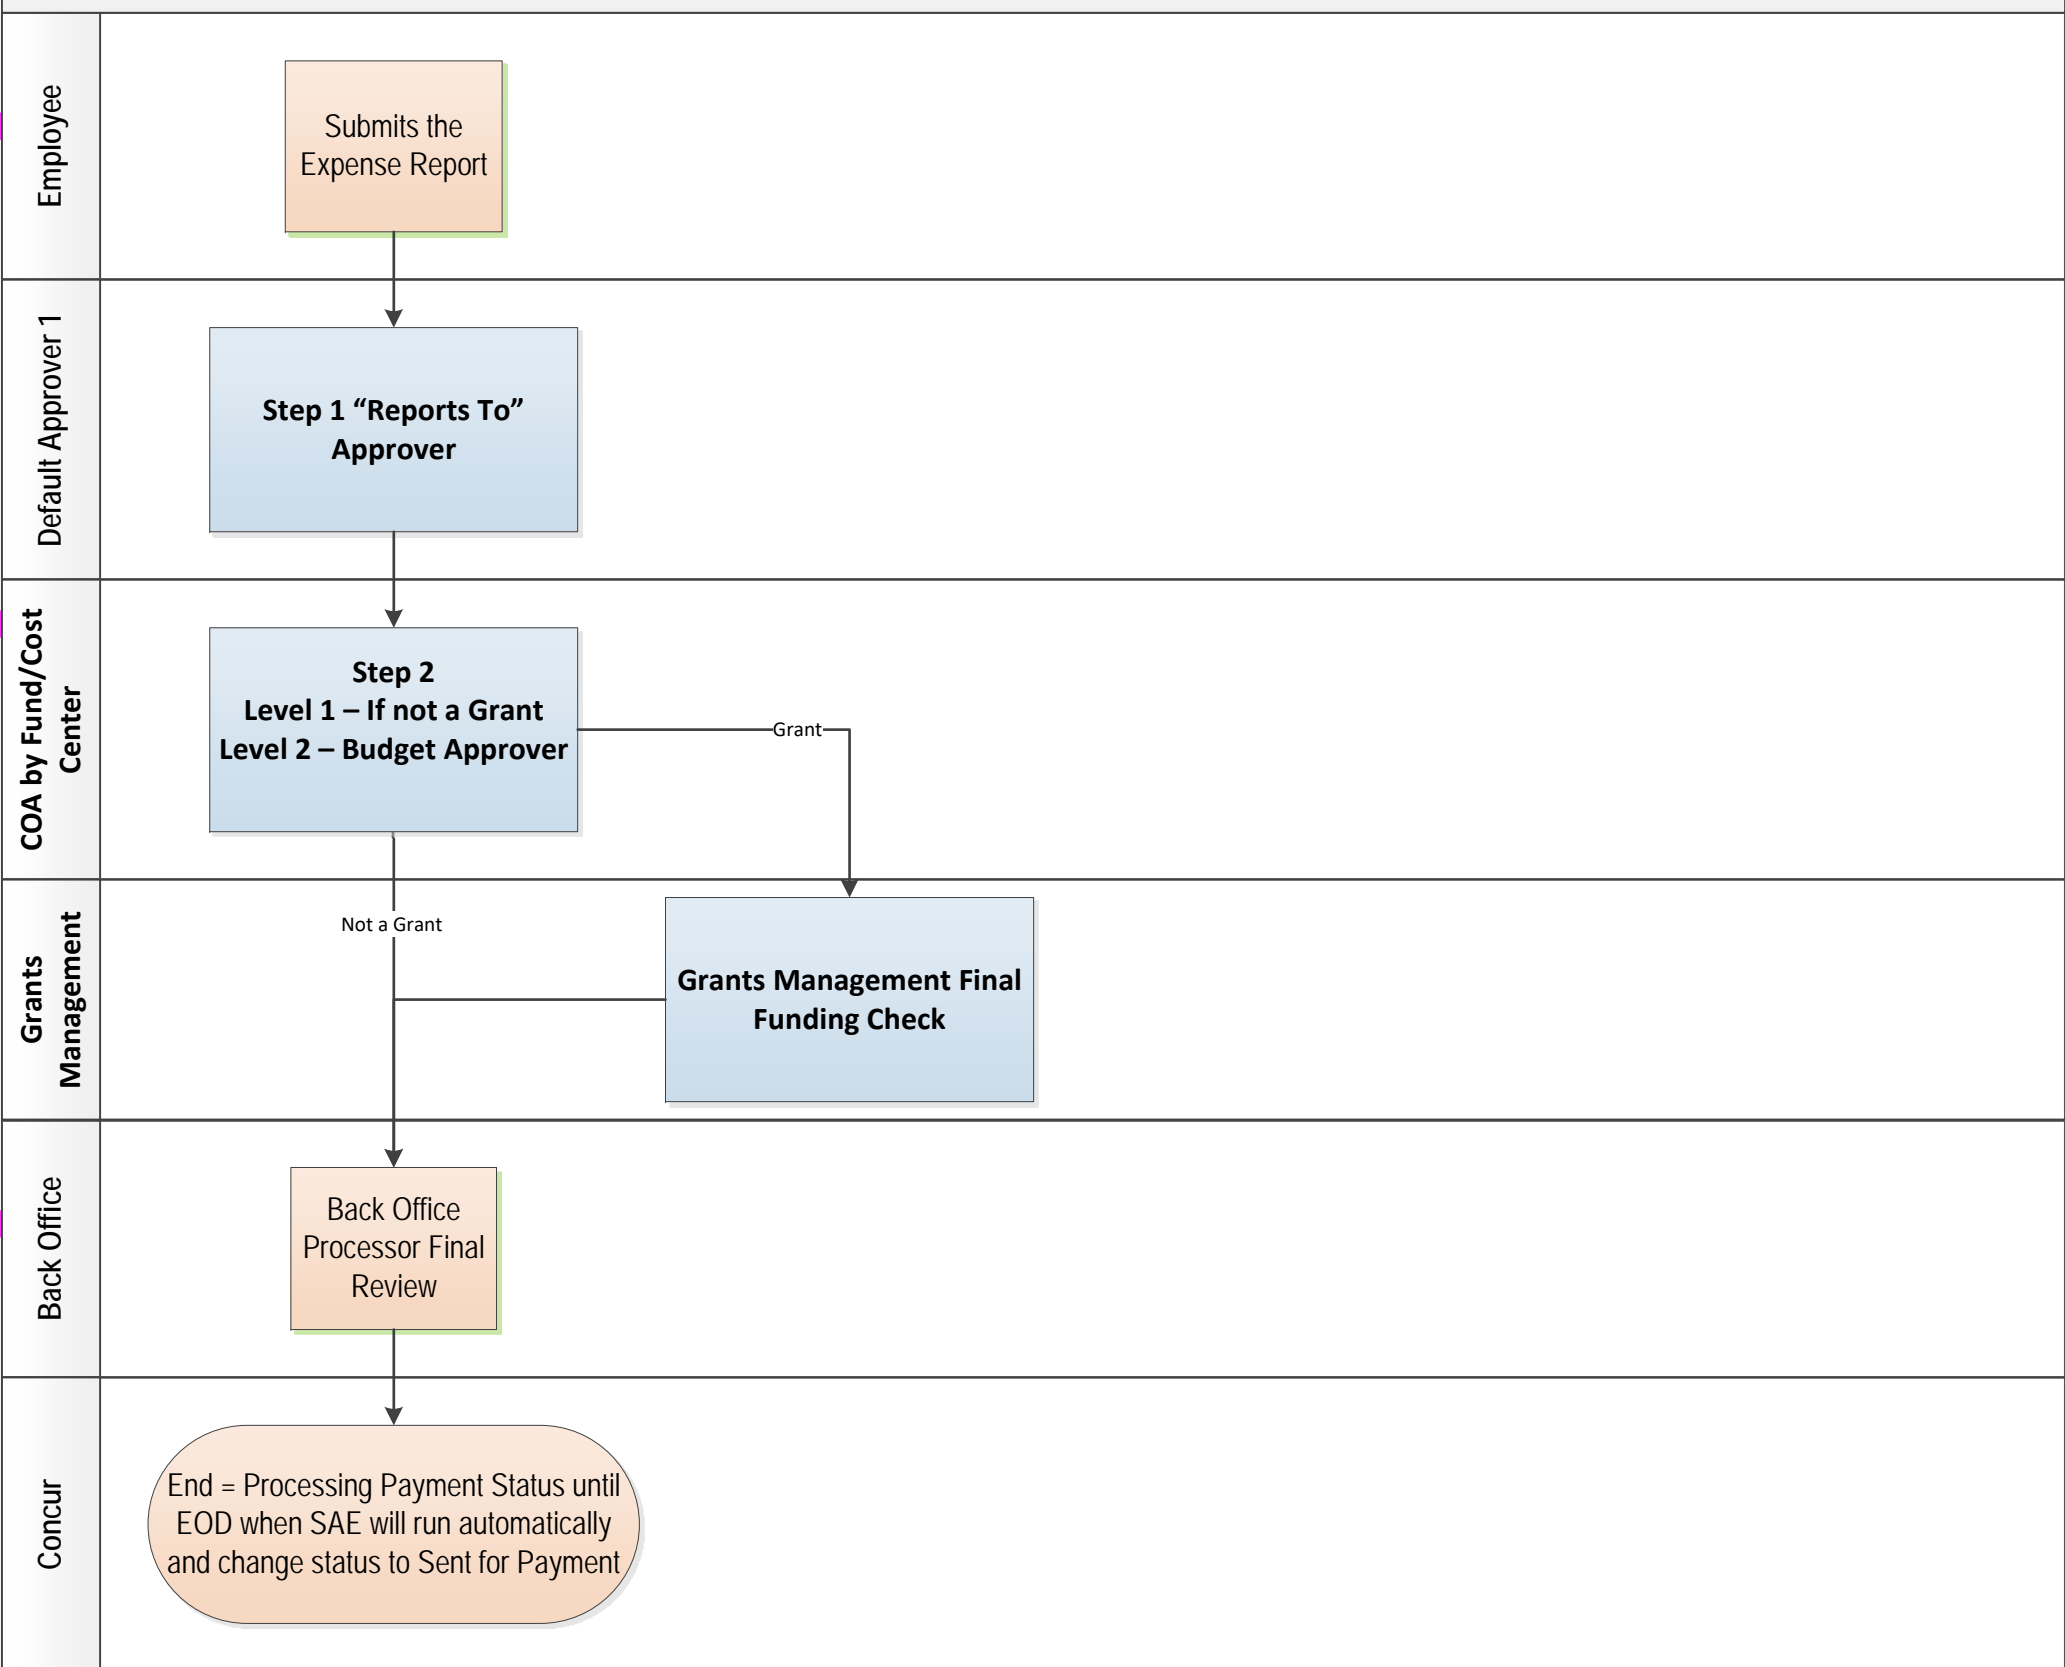 Employee
Submits the
Expense Report
Default Approver 1
Step 1 “Reports To”
Approver
COA by Fund/Cost
Center
Step 2
Level 1 – If not a Grant
Level 2 – Budget Approver
Grant
Grants
Management
Not a Grant
Grants Management Final
Funding Check
Back Office
Back Office
Processor Final
Review
Concur
End = Processing Payment Status until
EOD when SAE will run automatically
and change status to Sent for Payment